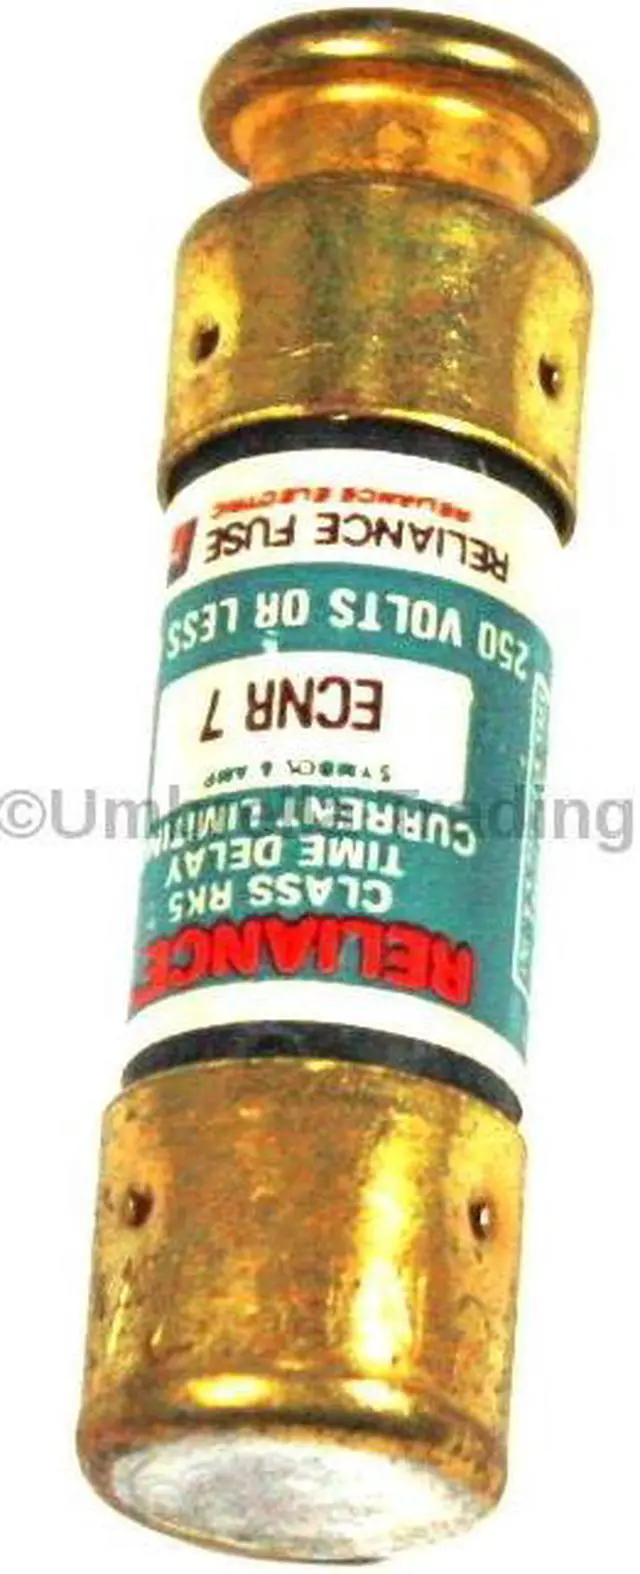 RELIANCE
CLASS RK5
TIME DELAY
CURRENT LIMITING
SYMBOL & AMP
ECNR 7
250 VOLTS OR LESS
RELIANCE FUSE
RELIANCE ELECTRIC
©Umbrella Trading